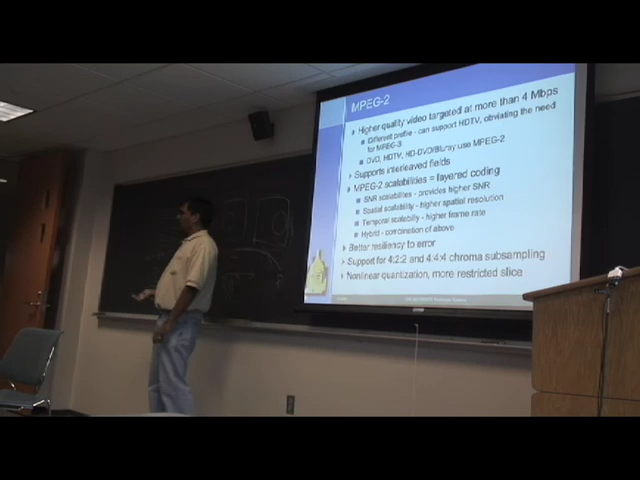 MPEG-2
Higher quality video targeted at more than 4 Mbps
Different profile - can support HDTV, obviating the need
for MPEG-3
DVD, HDTV, HD-DVD/Bluray use MPEG-2
Supports interleaved fields
MPEG-2 scalabilities = layered coding
SNR scalabilities - provides higher SNR
Spatial scalability - higher spatial resolution
Temporal scalability - higher frame rate
Hybrid - combination of above
Better resiliency to error
Support for 4:2:2 and 4:4:4 chroma subsampling
Nonlinear quantization, more restricted slice